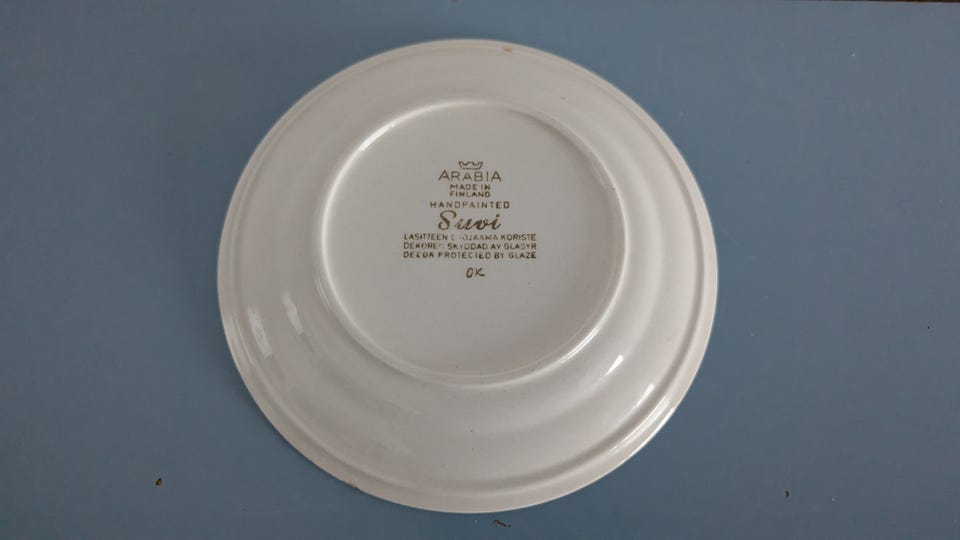 ARABIA
MADE IN
FINLAND
HANDPAINTED
Suvi
LASITTEEN SUOJAAMA KORISTE
DEKOREN SKYDDAD AV GLASYR
DECOR PROTECTED BY GLAZE
OK